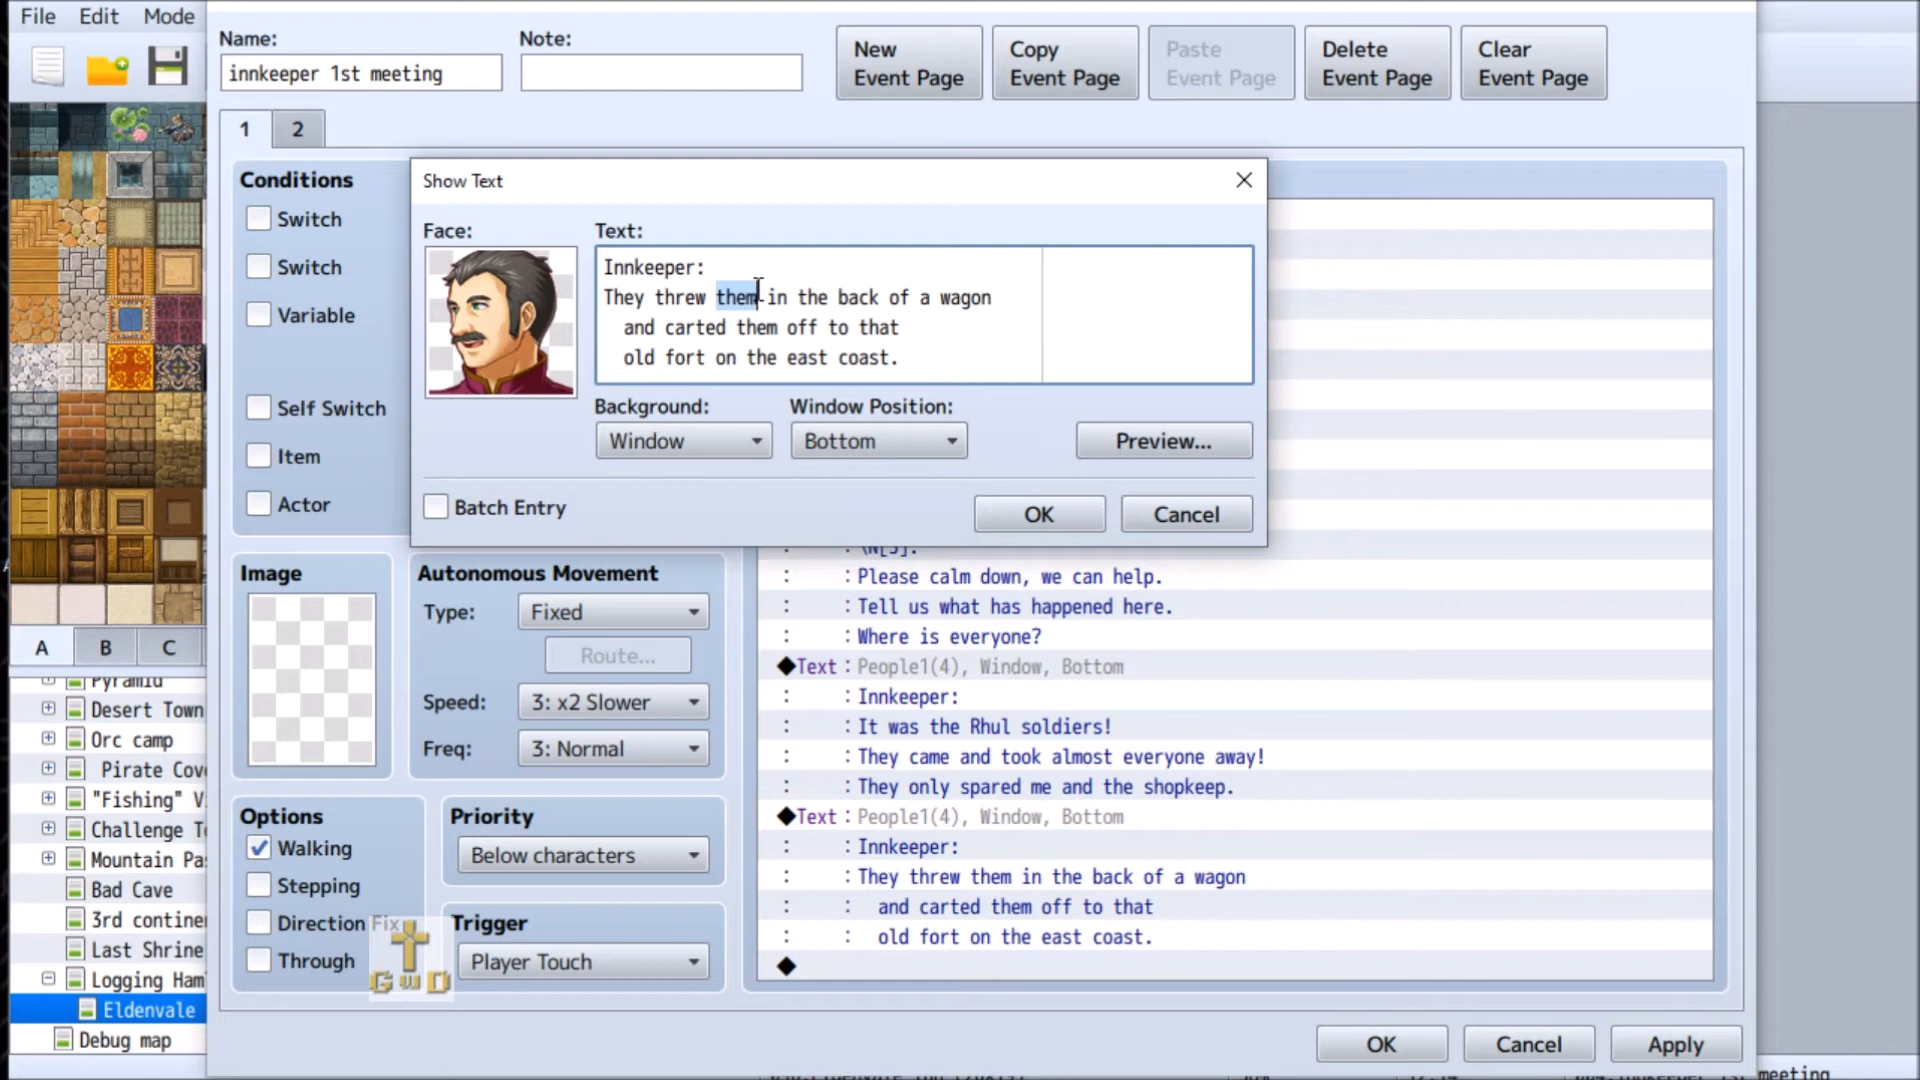 File Edit Mode
Name:
innkeeper 1st meeting
Note:
New Event Page
Copy Event Page
Paste Event Page
Delete Event Page
Clear Event Page
1
2
Conditions
Switch
Switch
Variable
Self Switch
Item
Actor
Show Text
Face:
Text:
Innkeeper:
They threw them in the back of a wagon
and carted them off to that
old fort on the east coast.
Background:
Window
Window Position:
Bottom
Preview...
Batch Entry
OK
Cancel
Image
Autonomous Movement
Type:
Fixed
Route...
Speed:
3: x2 Slower
Freq:
3: Normal
Options
Walking
Stepping
Direction Fix
Through
Priority
Below characters
Trigger
Player Touch
: :\N[5]:
: :Please calm down, we can help.
: :Tell us what has happened here.
: :Where is everyone?
◆Text:People1(4), Window, Bottom
: :Innkeeper:
: :It was the Rhul soldiers!
: :They came and took almost everyone away!
: :They only spared me and the shopkeep.
◆Text:People1(4), Window, Bottom
: :Innkeeper:
: :They threw them in the back of a wagon
: : and carted them off to that
: : old fort on the east coast.
◆
A
B
C
Pyramid
Desert Town
Orc camp
Pirate Cov
"Fishing" V
Challenge T
Mountain Pa
Bad Cave
3rd contine
Last Shrine
Logging Ham
Eldenvale
Debug map
GWD
OK
Cancel
Apply
meeting